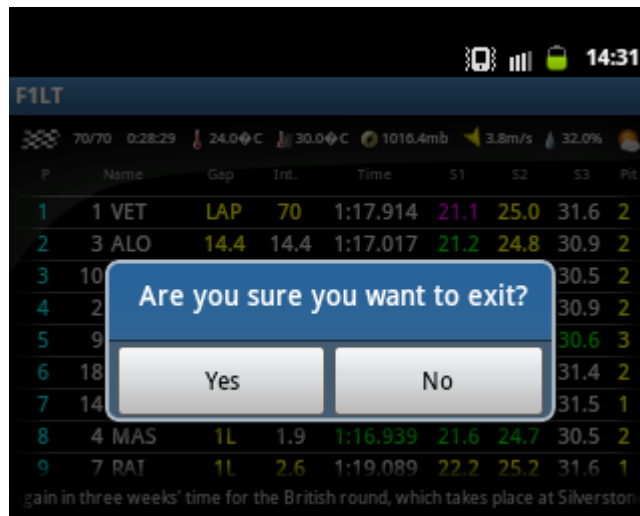 14:31
F1LT
70/70 0:28:29 24.0�C 30.0�C 1016.4mb 3.8m/s 32.0%
P Name Gap Int. Time S1 S2 S3 Pit
1 1 VET LAP 70 1:17.914 21.1 25.0 31.6 2
2 3 ALO 14.4 14.4 1:17.017 21.2 24.8 30.9 2
3 10 30.5 2
4 2 30.9 2
5 9 30.6 3
6 18 31.4 2
7 14 31.5 1
Are you sure you want to exit?
Yes No
8 4 MAS 1L 1.9 1:16.939 21.6 24.7 30.5 2
9 7 RAI 1L 2.6 1:19.089 22.2 25.2 31.6 1
gain in three weeks' time for the British round, which takes place at Silverston